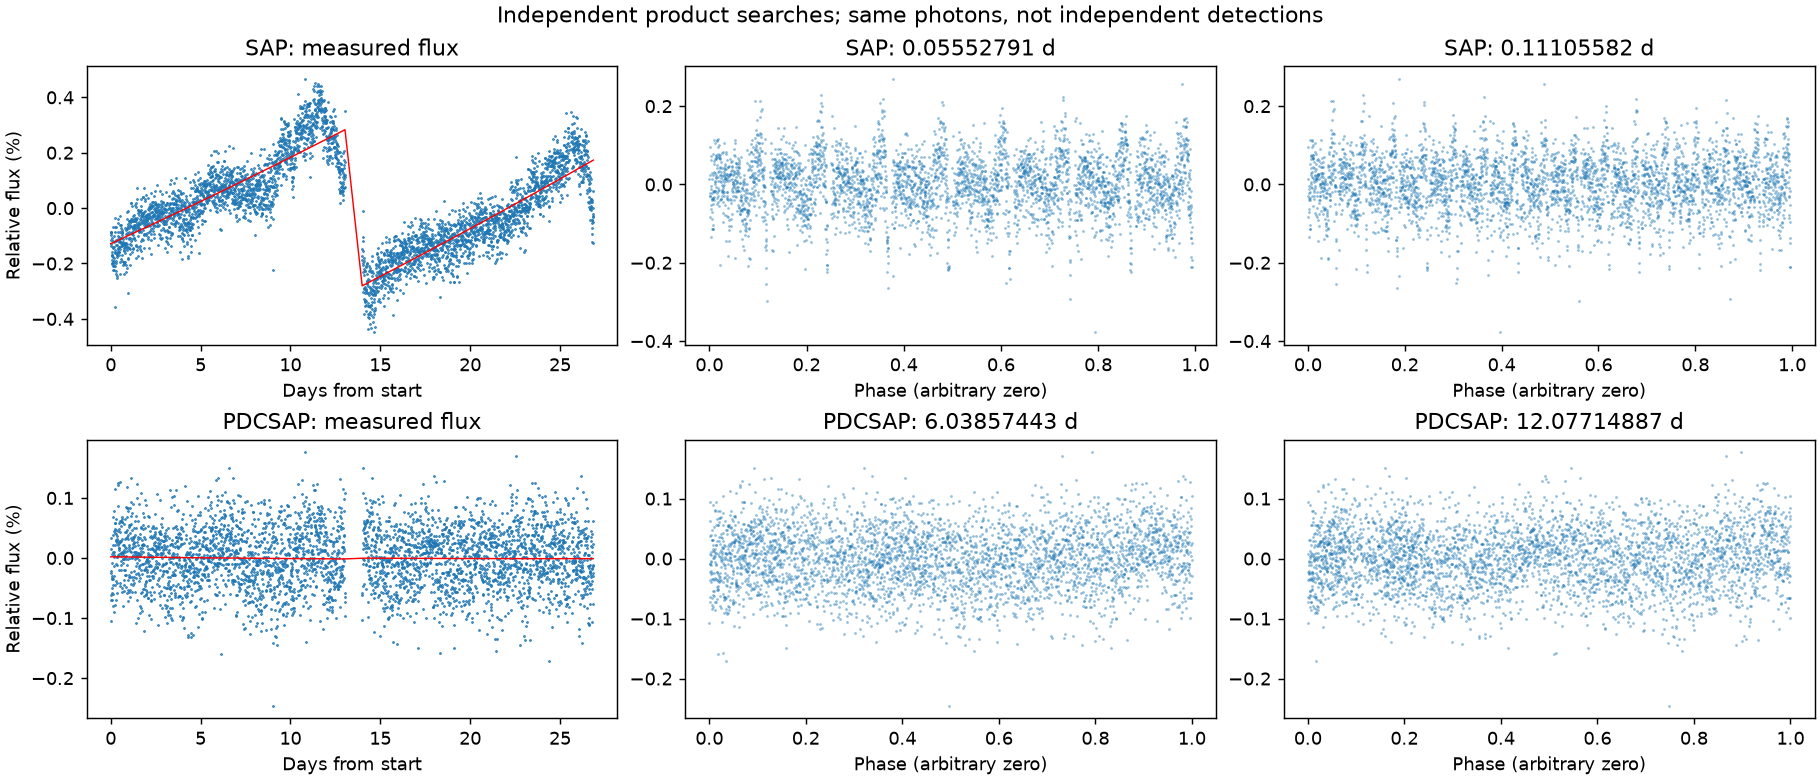 Independent product searches; same photons, not independent detections
SAP: measured flux
SAP: 0.05552791 d
SAP: 0.11105582 d
Relative flux (%)
0.4
0.2
0.0
−0.2
−0.4
0 5 10 15 20 25
Days from start
0.2
0.0
−0.2
−0.4
0.0 0.2 0.4 0.6 0.8 1.0
Phase (arbitrary zero)
0.2
0.0
−0.2
−0.4
0.0 0.2 0.4 0.6 0.8 1.0
Phase (arbitrary zero)
PDCSAP: measured flux
PDCSAP: 6.03857443 d
PDCSAP: 12.07714887 d
Relative flux (%)
0.1
0.0
−0.1
−0.2
0 5 10 15 20 25
Days from start
0.1
0.0
−0.1
−0.2
0.0 0.2 0.4 0.6 0.8 1.0
Phase (arbitrary zero)
0.1
0.0
−0.1
−0.2
0.0 0.2 0.4 0.6 0.8 1.0
Phase (arbitrary zero)